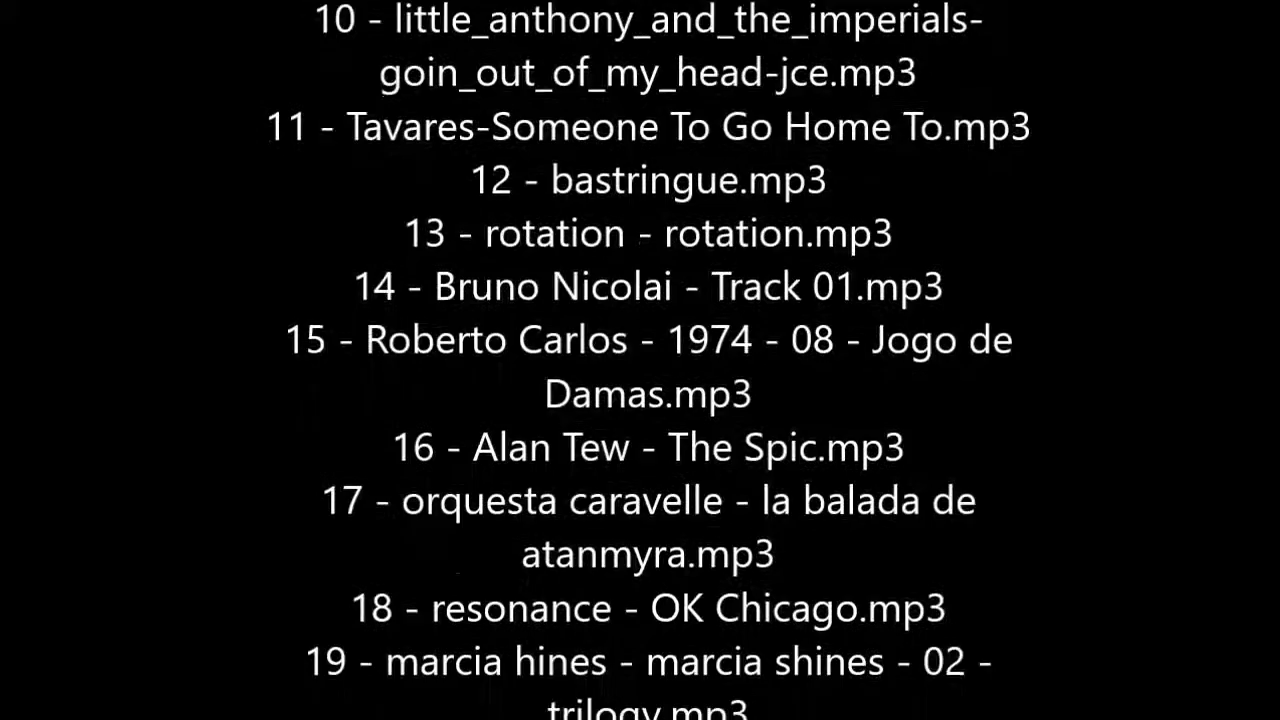 10 - little_anthony_and_the_imperials-
goin_out_of_my_head-jce.mp3
11 - Tavares-Someone To Go Home To.mp3
12 - bastringue.mp3
13 - rotation - rotation.mp3
14 - Bruno Nicolai - Track 01.mp3
15 - Roberto Carlos - 1974 - 08 - Jogo de
Damas.mp3
16 - Alan Tew - The Spic.mp3
17 - orquesta caravelle - la balada de
atanmyra.mp3
18 - resonance - OK Chicago.mp3
19 - marcia hines - marcia shines - 02 -
trilogy.mp3